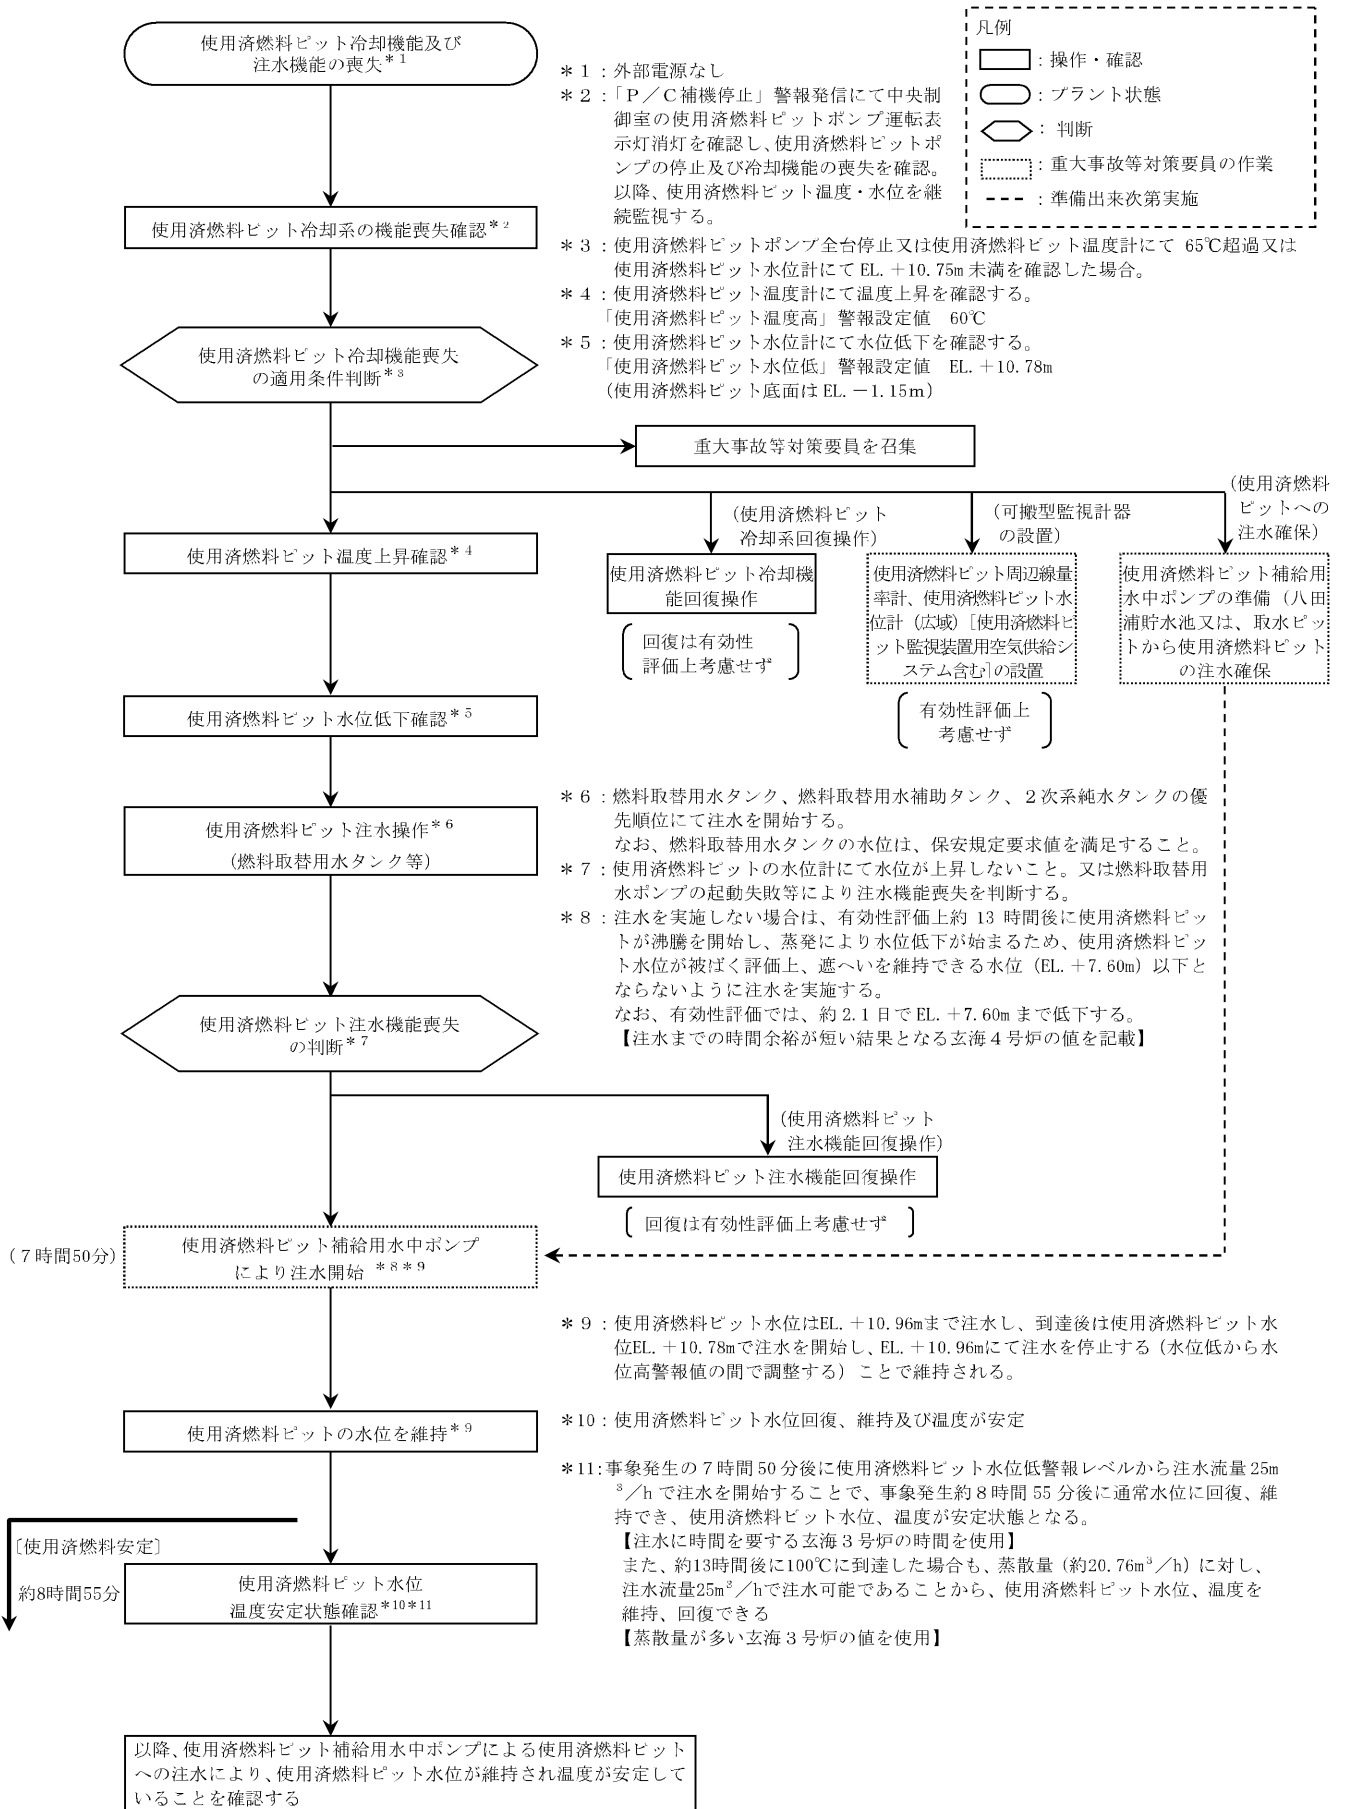 使用済燃料ピット冷却機能及び
注水機能の喪失＊１
凡例
：操作・確認
：プラント状態
：判断
：重大事故等対策要員の作業
：準備出来次第実施
＊１：外部電源なし
＊２：「Ｐ／Ｃ補機停止」警報発信にて中央制
御室の使用済燃料ピットポンプ運転表
示灯消灯を確認し、使用済燃料ピットポ
ンプの停止及び冷却機能の喪失を確認。
以降、使用済燃料ピット温度・水位を継
続監視する。
使用済燃料ピット冷却系の機能喪失確認＊２
＊３：使用済燃料ピットポンプ全台停止又は使用済燃料ピット温度計にて 65℃超過又は
使用済燃料ピット水位計にて EL.＋10.75m 未満を確認した場合。
＊４：使用済燃料ピット温度計にて温度上昇を確認する。
「使用済燃料ピット温度高」警報設定値　60℃
＊５：使用済燃料ピット水位計にて水位低下を確認する。
「使用済燃料ピット水位低」警報設定値　EL.＋10.78m
（使用済燃料ピット底面は EL.－1.15ｍ）
使用済燃料ピット冷却機能喪失
の適用条件判断＊３
重大事故等対策要員を召集
（使用済燃料ピット
冷却系回復操作）
（可搬型監視計器
の設置）
（使用済燃料
ピットへの
注水確保）
使用済燃料ピット温度上昇確認＊４
使用済燃料ピット冷却機
能回復操作
回復は有効性
評価上考慮せず
使用済燃料ピット周辺線量
率計、使用済燃料ピット水
位計（広域）［使用済燃料ピ
ット監視装置用空気供給シ
ステム含む］の設置
有効性評価上
考慮せず
使用済燃料ピット補給用
水中ポンプの準備（八田
浦貯水池又は、取水ピッ
トから使用済燃料ピット
の注水確保
使用済燃料ピット水位低下確認＊５
使用済燃料ピット注水操作＊６
（燃料取替用水タンク等）
＊６：燃料取替用水タンク、燃料取替用水補助タンク、２次系純水タンクの優
先順位にて注水を開始する。
なお、燃料取替用水タンクの水位は、保安規定要求値を満足すること。
＊７：使用済燃料ピットの水位計にて水位が上昇しないこと。又は燃料取替用
水ポンプの起動失敗等により注水機能喪失を判断する。
＊８：注水を実施しない場合は、有効性評価上約 13 時間後に使用済燃料ピッ
トが沸騰を開始し、蒸発により水位低下が始まるため、使用済燃料ピッ
ト水位が被ばく評価上、遮へいを維持できる水位（EL.＋7.60m）以下と
ならないように注水を実施する。
なお、有効性評価では、約 2.1 日で EL.＋7.60m まで低下する。
【注水までの時間余裕が短い結果となる玄海４号炉の値を記載】
使用済燃料ピット注水機能喪失
の判断＊７
（使用済燃料ピット
注水機能回復操作）
使用済燃料ピット注水機能回復操作
回復は有効性評価上考慮せず
（７時間50分）
使用済燃料ピット補給用水中ポンプ
により注水開始 ＊８＊９
＊９：使用済燃料ピット水位はEL.＋10.96mまで注水し、到達後は使用済燃料ピット水
位EL.＋10.78mで注水を開始し、EL.＋10.96mにて注水を停止する（水位低から水
位高警報値の間で調整する）ことで維持される。
使用済燃料ピットの水位を維持＊９
＊10：使用済燃料ピット水位回復、維持及び温度が安定
＊11：事象発生の７時間 50 分後に使用済燃料ピット水位低警報レベルから注水流量 25m
³／h で注水を開始することで、事象発生約８時間 55 分後に通常水位に回復、維
持でき、使用済燃料ピット水位、温度が安定状態となる。
【注水に時間を要する玄海３号炉の時間を使用】
また、約13時間後に100℃に到達した場合も、蒸散量（約20.76m³／h）に対し、
注水流量25m³／hで注水可能であることから、使用済燃料ピット水位、温度を
維持、回復できる
【蒸散量が多い玄海３号炉の値を使用】
［使用済燃料安定］
約8時間55分
使用済燃料ピット水位
温度安定状態確認＊10＊11
以降、使用済燃料ピット補給用水中ポンプによる使用済燃料ピット
への注水により、使用済燃料ピット水位が維持され温度が安定して
いることを確認する